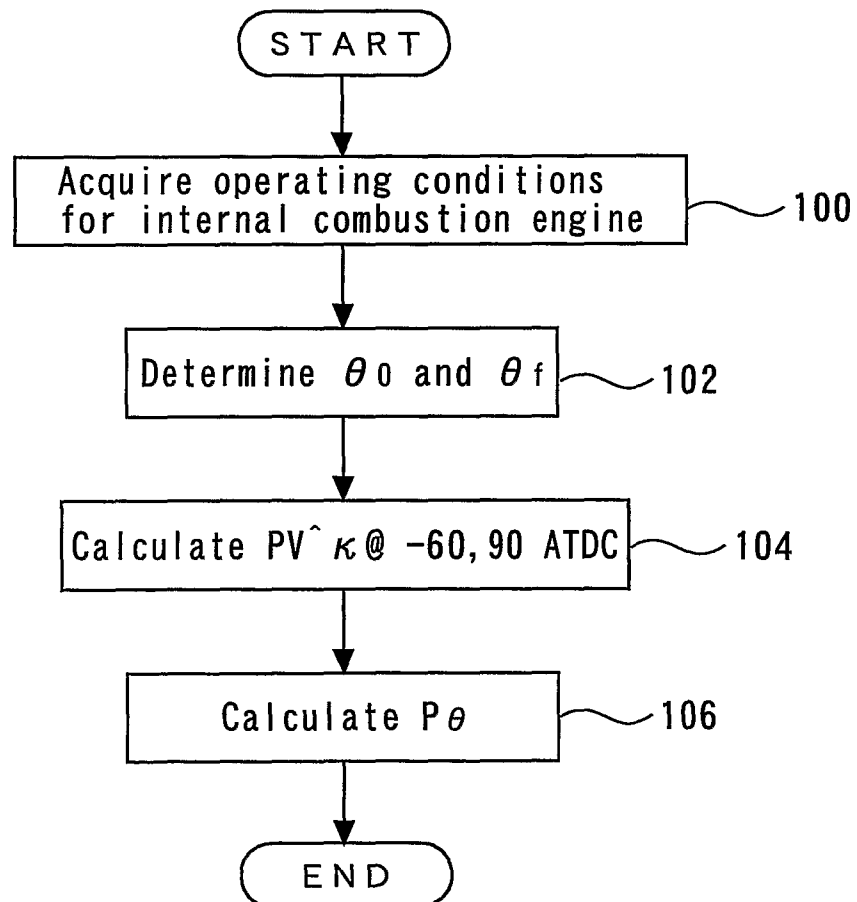 START
Acquire operating conditions
for internal combustion engine
100
Determine θ0 and θf
102
Calculate PV^κ@ -60,90 ATDC
104
Calculate Pθ
106
END